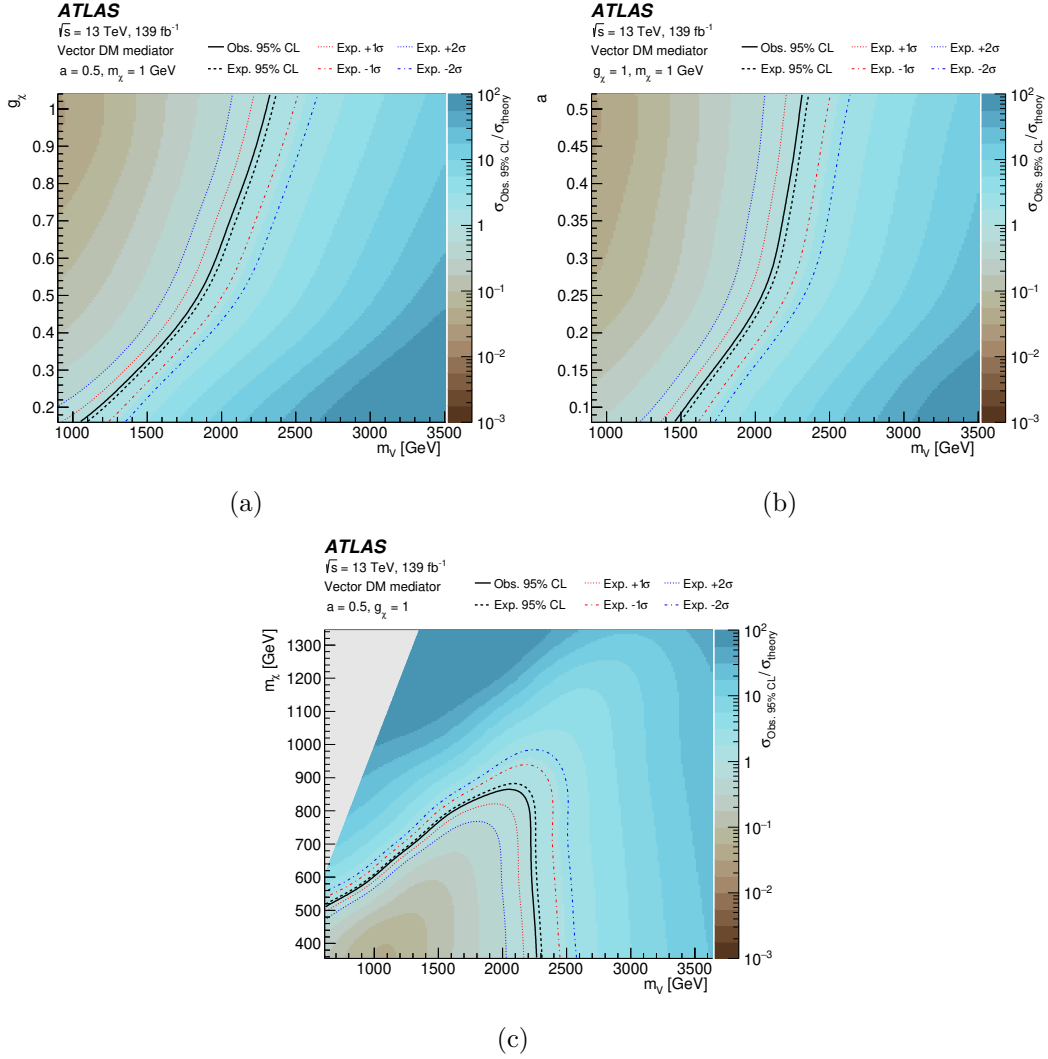 ATLAS
√s = 13 TeV, 139 fb⁻¹
Vector DM mediator
a = 0.5, m_χ = 1 GeV
Obs. 95% CL Exp. +1σ Exp. +2σ
Exp. 95% CL Exp. -1σ Exp. -2σ
g_χ
1
0.9
0.8
0.7
0.6
0.5
0.4
0.3
0.2
1000 1500 2000 2500 3000 3500
m_V [GeV]
10²
10
1
10⁻¹
10⁻²
10⁻³
σ_Obs. 95% CL/σ_theory
(a)
ATLAS
√s = 13 TeV, 139 fb⁻¹
Vector DM mediator
g_χ = 1, m_χ = 1 GeV
Obs. 95% CL Exp. +1σ Exp. +2σ
Exp. 95% CL Exp. -1σ Exp. -2σ
a
0.5
0.45
0.4
0.35
0.3
0.25
0.2
0.15
0.1
1000 1500 2000 2500 3000 3500
m_V [GeV]
10²
10
1
10⁻¹
10⁻²
10⁻³
σ_Obs. 95% CL/σ_theory
(b)
ATLAS
√s = 13 TeV, 139 fb⁻¹
Vector DM mediator
a = 0.5, g_χ = 1
Obs. 95% CL Exp. +1σ Exp. +2σ
Exp. 95% CL Exp. -1σ Exp. -2σ
m_χ [GeV]
1300
1200
1100
1000
900
800
700
600
500
400
1000 1500 2000 2500 3000 3500
m_V [GeV]
10²
10
1
10⁻¹
10⁻²
10⁻³
σ_Obs. 95% CL/σ_theory
(c)